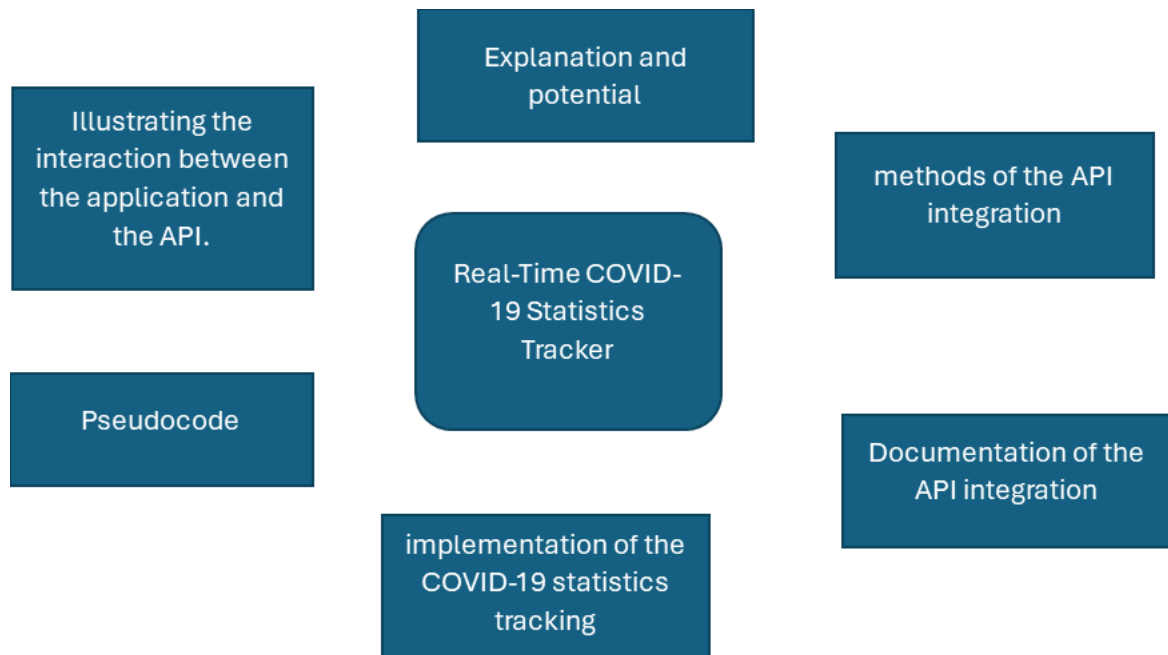 Explanation and
potential
Illustrating the
interaction between
the application and
the API.
methods of the API
integration
Real-Time COVID-
19 Statistics
Tracker
Pseudocode
Documentation of the
API integration
implementation of the
COVID-19 statistics
tracking